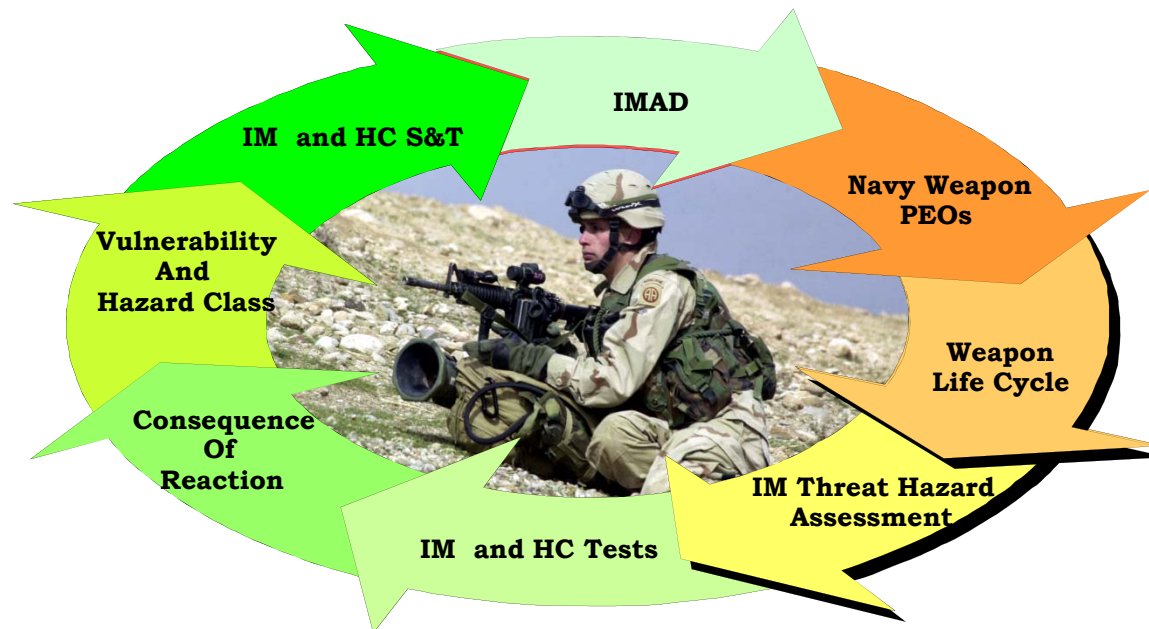 IMAD
Navy Weapon
PEOs
Weapon
Life Cycle
IM Threat Hazard
Assessment
IM and HC Tests
Consequence
Of
Reaction
Vulnerability
And
Hazard Class
IM and HC S&T